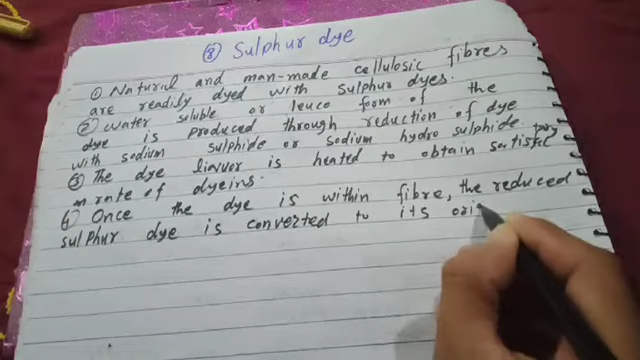 ⑧ Sulphur dye
① Natural and man-made cellulosic fibres
are readily dyed with sulphur dyes.
② Water soluble or leuco form of the
dye is produced through reduction of dye
with sodium sulphide or sodium hydro sulphide.
③ The dye liquor is heated to obtain satisfac
tory rate of dyeing.
Once the dye is within fibre, the reduced
sulphur dye is converted to its ori